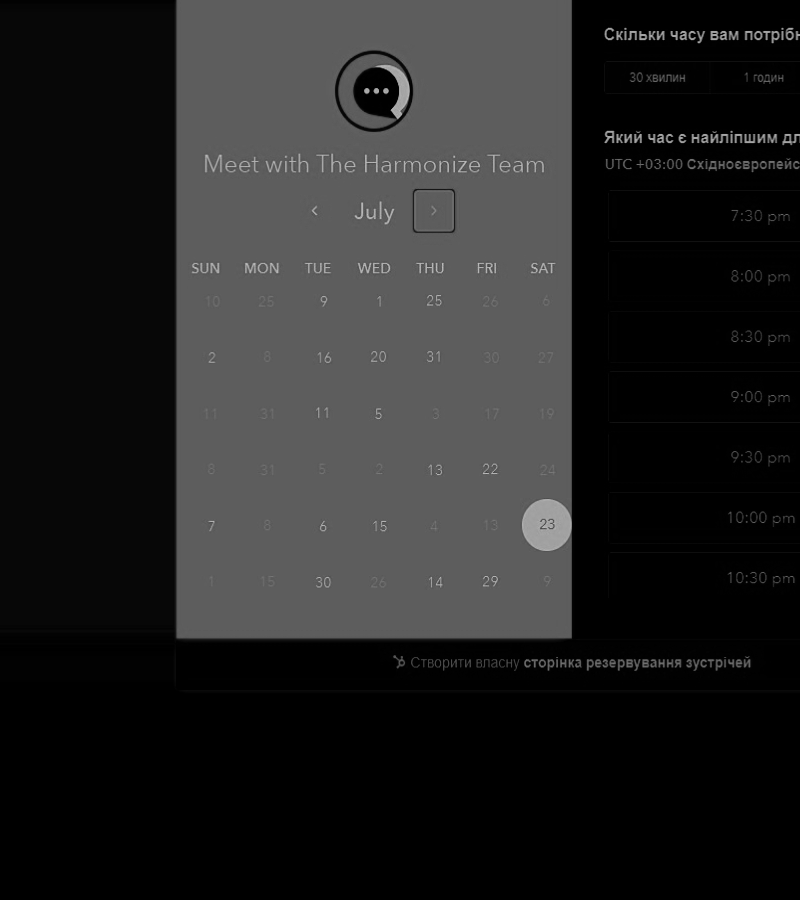 Meet with The Harmonize Team
July
SUN MON TUE WED THU FRI SAT
10 25 9 1 25 26 6
2 8 16 20 31 30 27
11 31 11 5 3 17 19
8 31 5 2 13 22 24
7 8 6 15 4 13 23
1 15 30 26 14 29 9
Скільки часу вам потрібн
30 хвилин 1 годин
Який час є найліпшим дл
UTC +03:00 Східноєвропейс
7:30 pm
8:00 pm
8:30 pm
9:00 pm
9:30 pm
10:00 pm
10:30 pm
Створити власну сторінка резервування зустрічей